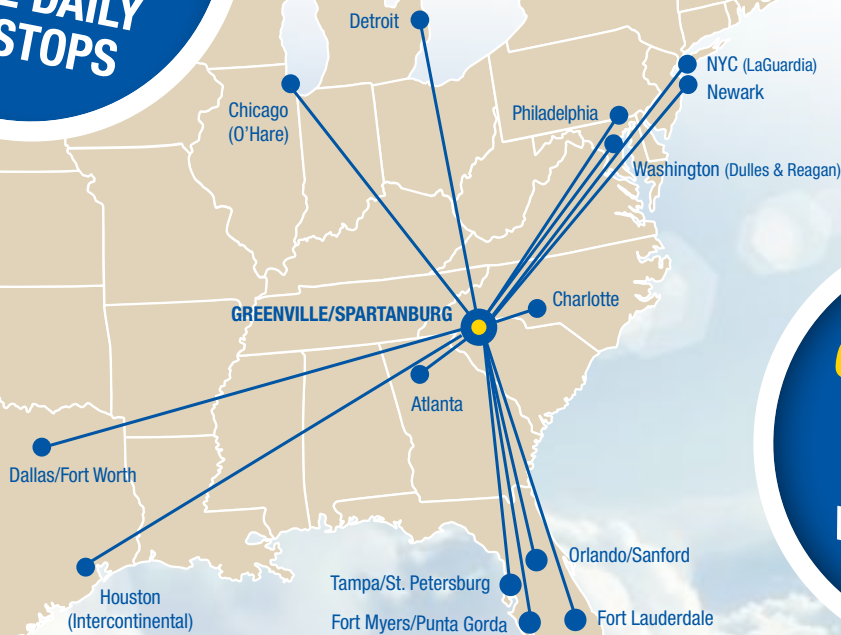 DAILY
STOPS
Detroit
NYC (LaGuardia)
Newark
Chicago
(O'Hare)
Philadelphia
Washington (Dulles & Reagan)
Charlotte
GREENVILLE/SPARTANBURG
Atlanta
Dallas/Fort Worth
Orlando/Sanford
Tampa/St. Petersburg
Houston
(Intercontinental)
Fort Myers/Punta Gorda
Fort Lauderdale